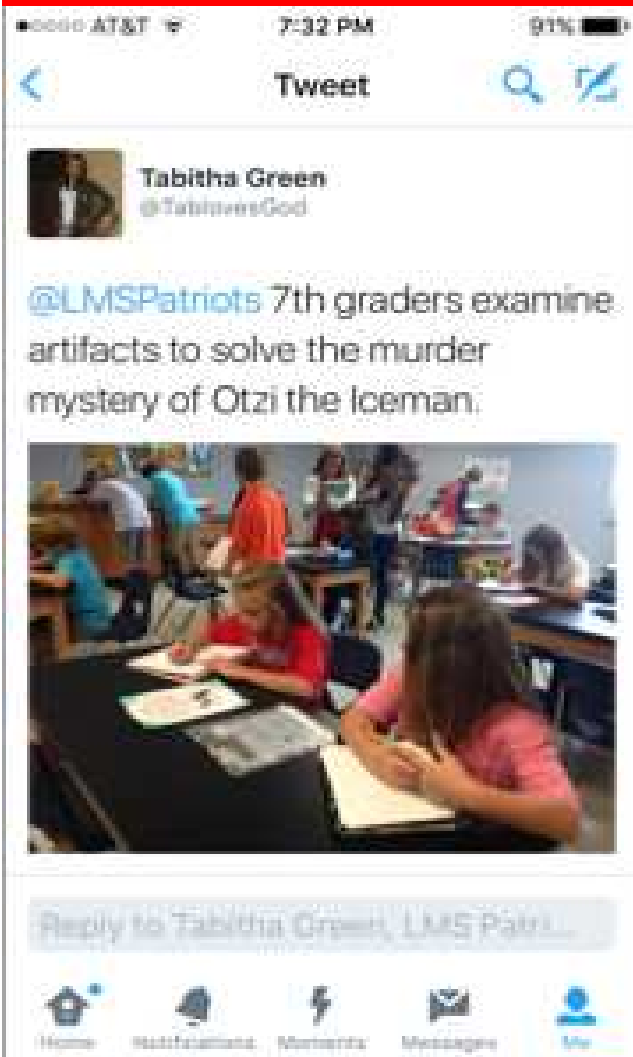 AT&T 7:32 PM 91%
Tweet
Tabitha Green
@TablovesGod
@LMSPatriots 7th graders examine
artifacts to solve the murder
mystery of Otzi the Iceman.
Reply to Tabitha Green, LMS Patri...
Home Notifications Moments Messages Me